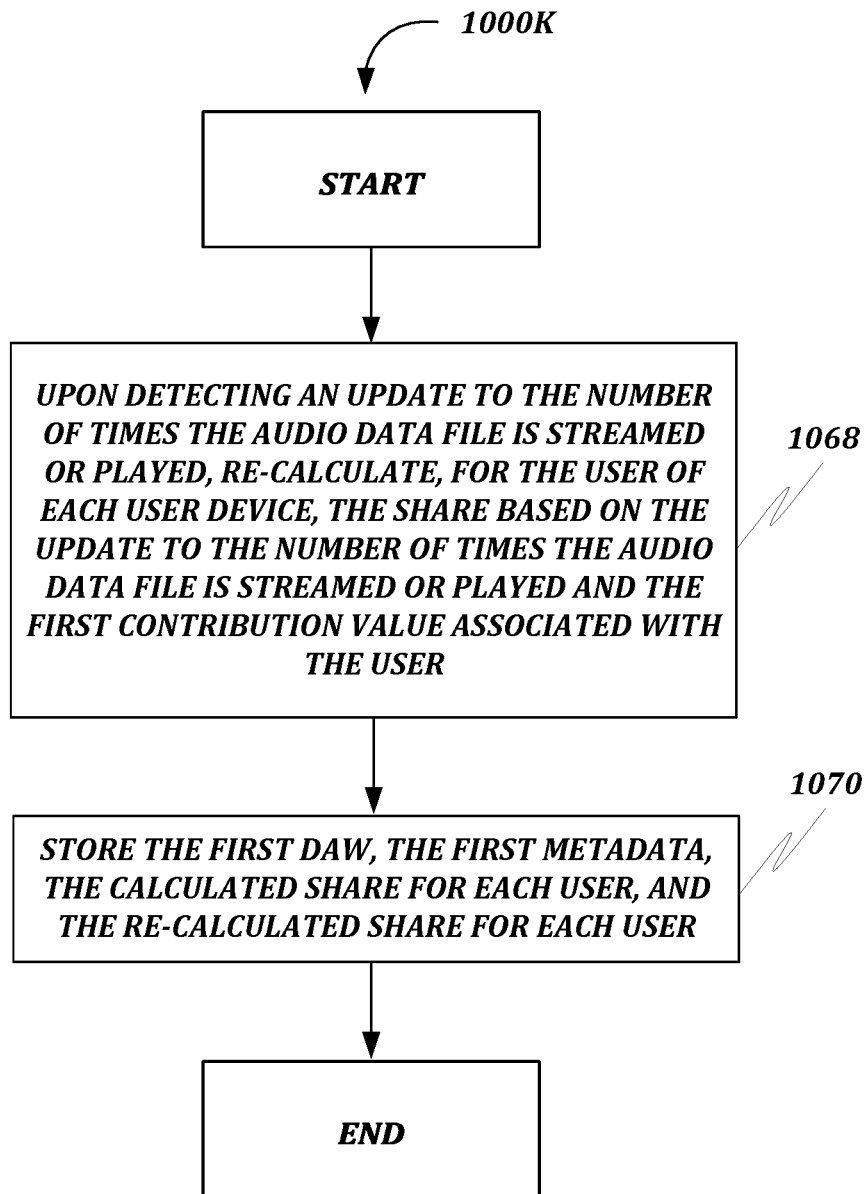 1000K
START
UPON DETECTING AN UPDATE TO THE NUMBER
OF TIMES THE AUDIO DATA FILE IS STREAMED
OR PLAYED, RE-CALCULATE, FOR THE USER OF
EACH USER DEVICE, THE SHARE BASED ON THE
UPDATE TO THE NUMBER OF TIMES THE AUDIO
DATA FILE IS STREAMED OR PLAYED AND THE
FIRST CONTRIBUTION VALUE ASSOCIATED WITH
THE USER
1068
1070
STORE THE FIRST DAW, THE FIRST METADATA,
THE CALCULATED SHARE FOR EACH USER, AND
THE RE-CALCULATED SHARE FOR EACH USER
END